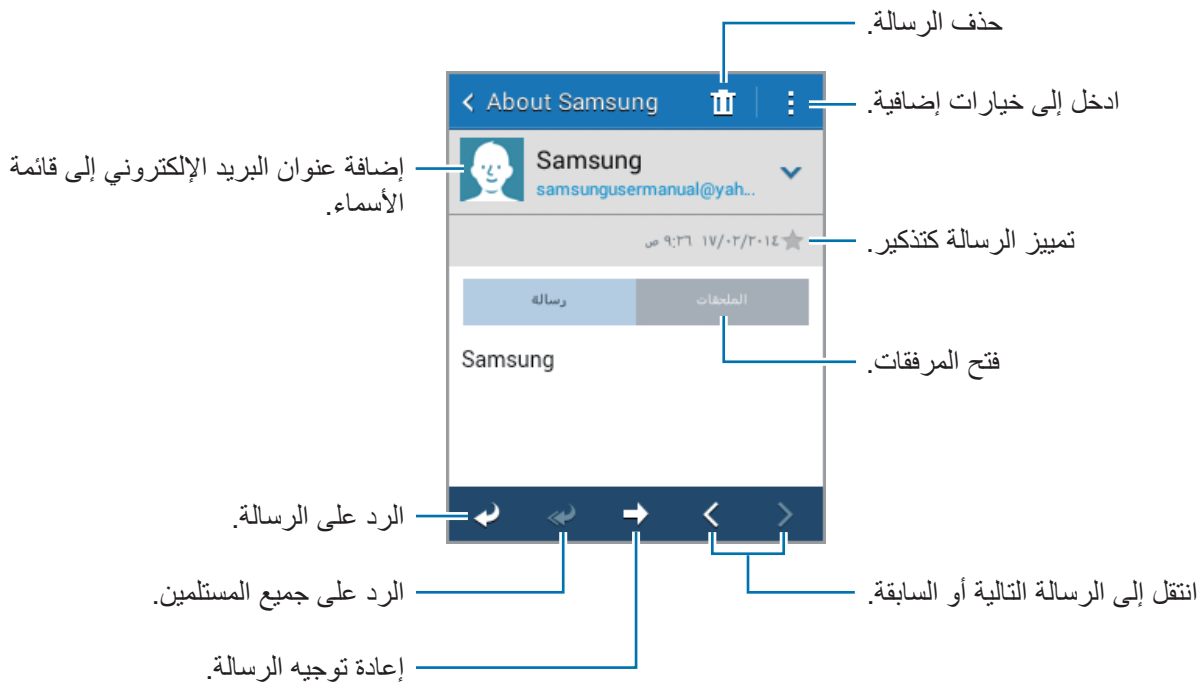 حذف الرسالة.
ادخل إلى خيارات إضافية.
About Samsung
إضافة عنوان البريد الإلكتروني إلى قائمة
الأسماء.
Samsung
samsungusermanual@yah...
تمييز الرسالة كتذكير.
١٧/٠٢/٢٠١٤ ٩:٢٦ ص
الملحقات
رسالة
فتح المرفقات.
Samsung
الرد على الرسالة.
الرد على جميع المستلمين.
انتقل إلى الرسالة التالية أو السابقة.
إعادة توجيه الرسالة.